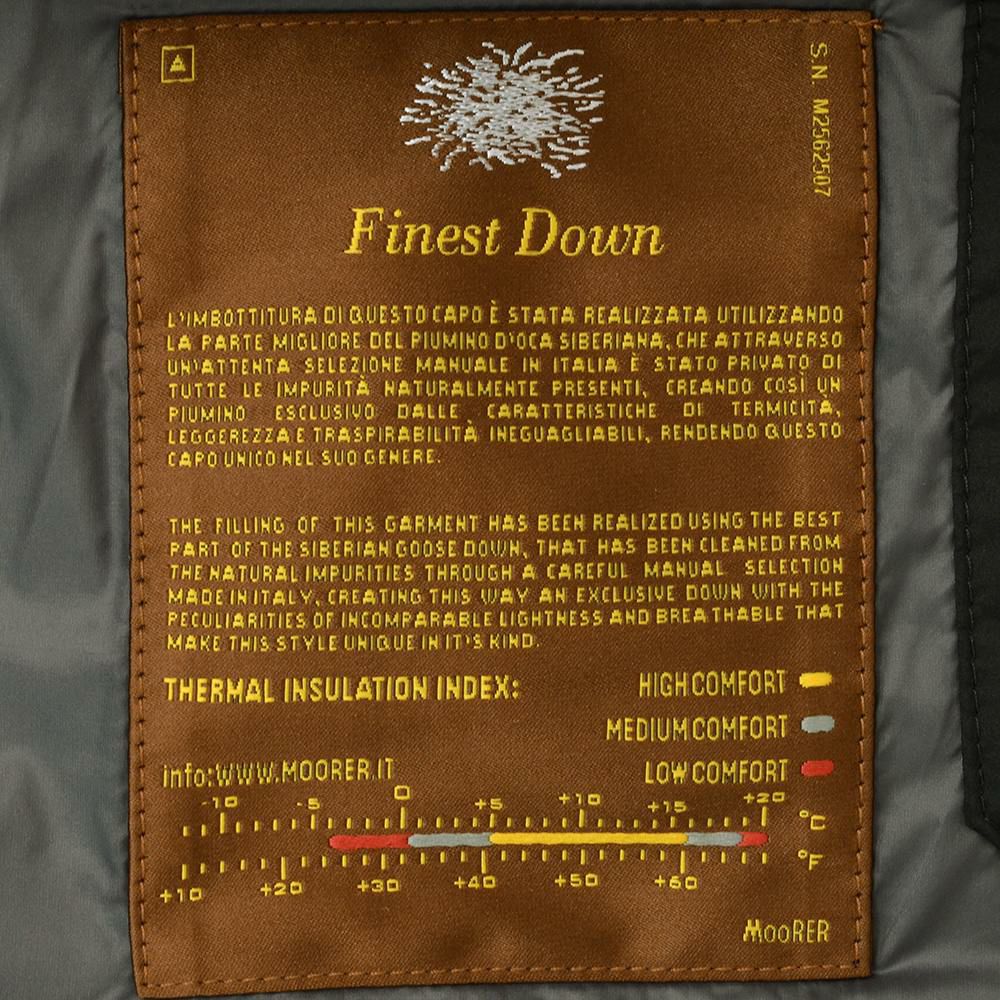 A
S.N. M2562507
Finest Down
L'IMBOTTITURA DI QUESTO CAPO È STATA REALIZZATA UTILIZZANDO
LA PARTE MIGLIORE DEL PIUMINO D'OCA SIBERIANA, CHE ATTRAVERSO
UN'ATTENTA SELEZIONE MANUALE IN ITALIA È STATO PRIVATO DI
TUTTE LE IMPURITÀ NATURALMENTE PRESENTI, CREANDO COSÌ UN
PIUMINO ESCLUSIVO DALLE CARATTERISTICHE DI TERMICITÀ,
LEGGEREZZA E TRASPIRABILITÀ INEGUAGLIABILI, RENDENDO QUESTO
CAPO UNICO NEL SUO GENERE.
THE FILLING OF THIS GARMENT HAS BEEN REALIZED USING THE BEST
PART OF THE SIBERIAN GOOSE DOWN, THAT HAS BEEN CLEANED FROM
THE NATURAL IMPURITIES THROUGH A CAREFUL MANUAL SELECTION
MADE IN ITALY, CREATING THIS WAY AN EXCLUSIVE DOWN WITH THE
PECULIARITIES OF INCOMPARABLE LIGHTNESS AND BREATHABLE THAT
MAKE THIS STYLE UNIQUE IN IT'S KIND.
THERMAL INSULATION INDEX: HIGH COMFORT
MEDIUM COMFORT
info:WWW.MOORER.IT LOW COMFORT
-10 -5 0 +5 +10 +15 +20 °C
+10 +20 +30 +40 +50 +60 °F
MOORER